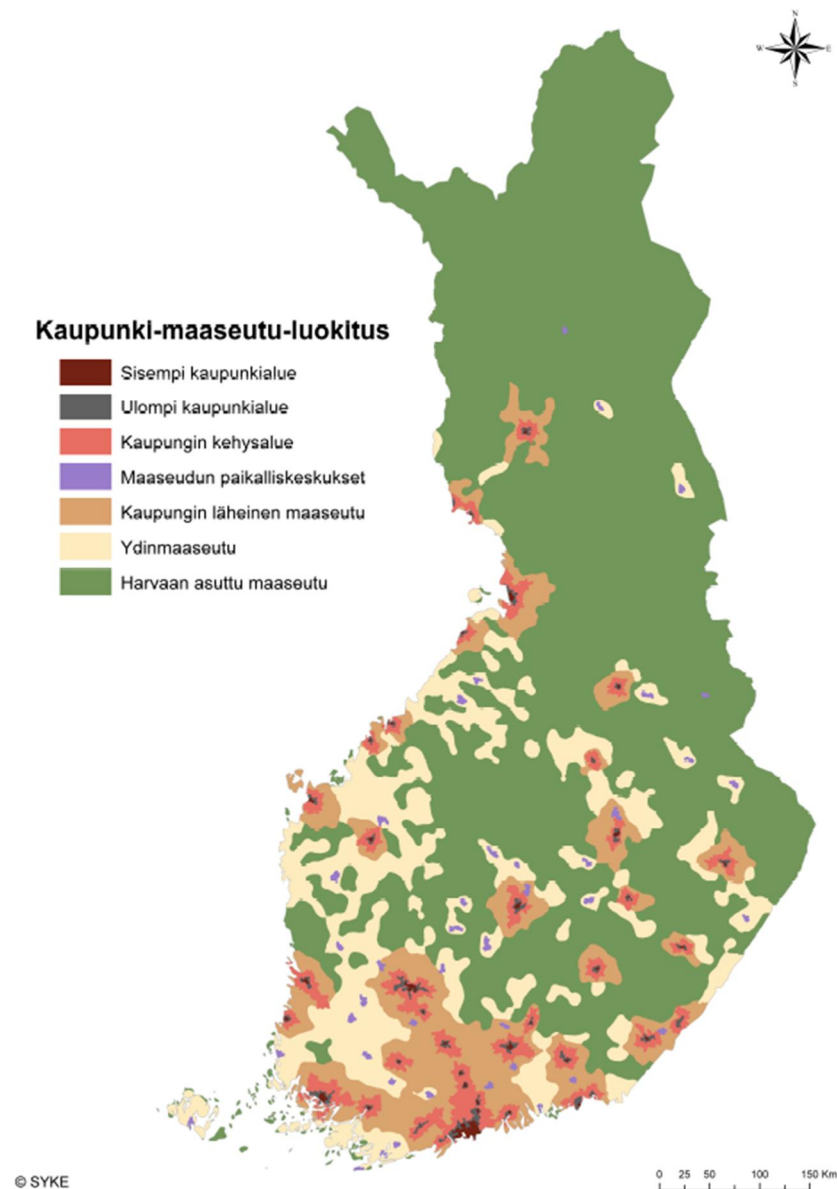 N
W E
S
Kaupunki-maaseutu-luokitus
Sisempi kaupunkialue
Ulompi kaupunkialue
Kaupungin kehysalue
Maaseudun paikalliskeskukset
Kaupungin läheinen maaseutu
Ydinmaaseutu
Harvaan asuttu maaseutu
© SYKE
0 25 50 100 150 Km